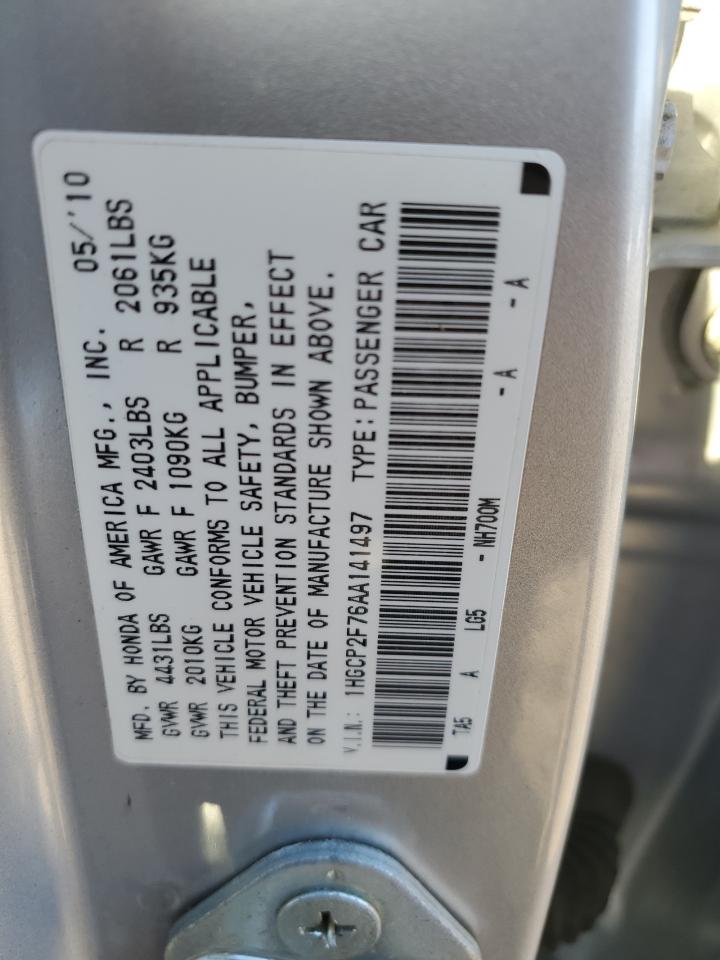 MFD. BY HONDA OF AMERICA MFG., INC. 05/'10
GVWR 4431LBS GAWR F 2403LBS R 2061LBS
GVWR 2010KG GAWR F 1090KG R 935KG
THIS VEHICLE CONFORMS TO ALL APPLICABLE
FEDERAL MOTOR VEHICLE SAFETY, BUMPER,
AND THEFT PREVENTION STANDARDS IN EFFECT
ON THE DATE OF MANUFACTURE SHOWN ABOVE.
V.I.N.: 1HGCP2F76AA141497 TYPE: PASSENGER CAR
TA5 A LG5 - NH700M - A - A